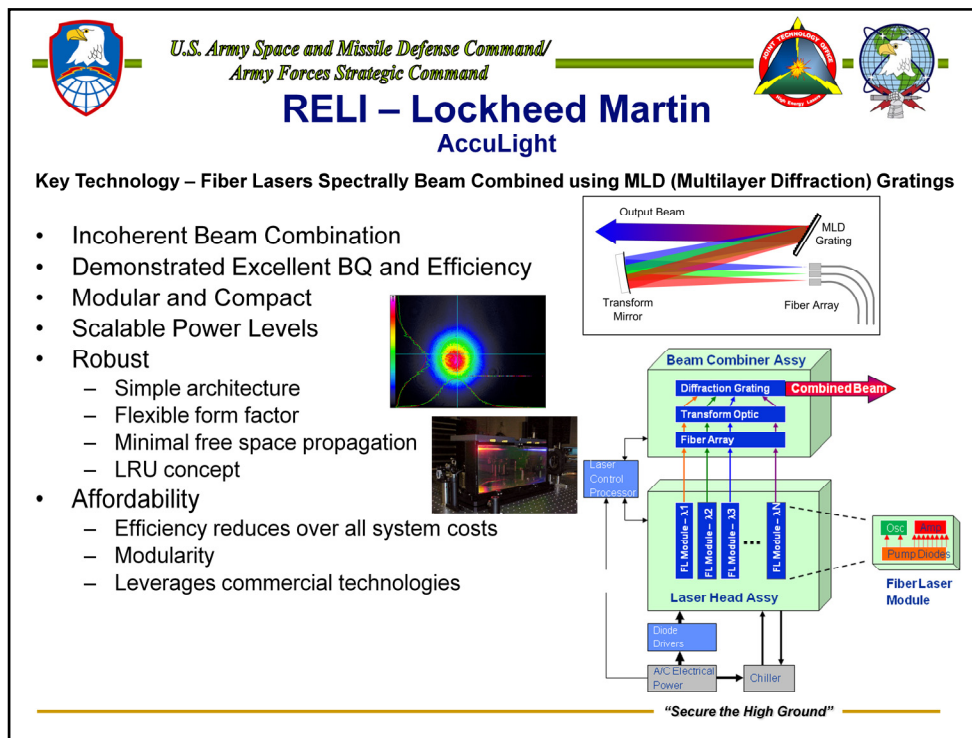 U.S. Army Space and Missile Defense Command/
Army Forces Strategic Command
JOINT TECHNOLOGY OFFICE
High Energy Lasers
RELI – Lockheed Martin
AccuLight
Key Technology – Fiber Lasers Spectrally Beam Combined using MLD (Multilayer Diffraction) Gratings
• Incoherent Beam Combination
• Demonstrated Excellent BQ and Efficiency
• Modular and Compact
• Scalable Power Levels
• Robust
– Simple architecture
– Flexible form factor
– Minimal free space propagation
– LRU concept
• Affordability
– Efficiency reduces over all system costs
– Modularity
– Leverages commercial technologies
Output Beam
MLD
Grating
Transform
Mirror
Fiber Array
Beam Combiner Assy
Diffraction Grating
Combined Beam
Transform Optic
Fiber Array
Laser
Control
Processor
FL Module – λ1
FL Module – λ2
FL Module – λ3
...
FL Module – λN
Laser Head Assy
Osc
Amp
Pump Diodes
Fiber Laser
Module
Diode
Drivers
A/C Electrical
Power
Chiller
“Secure the High Ground”